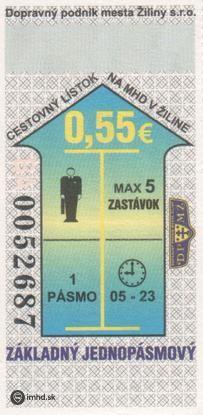 Dopravný podnik mesta Žiliny s.r.o.
CESTOVNÝ LÍSTOK NA MHD V ŽILINE
0,55€
MAX 5
ZASTÁVOK
1
PÁSMO
05 - 23
0052687
DPMŽ
ZÁKLADNÝ JEDNOPÁSMOVÝ
imhd.sk